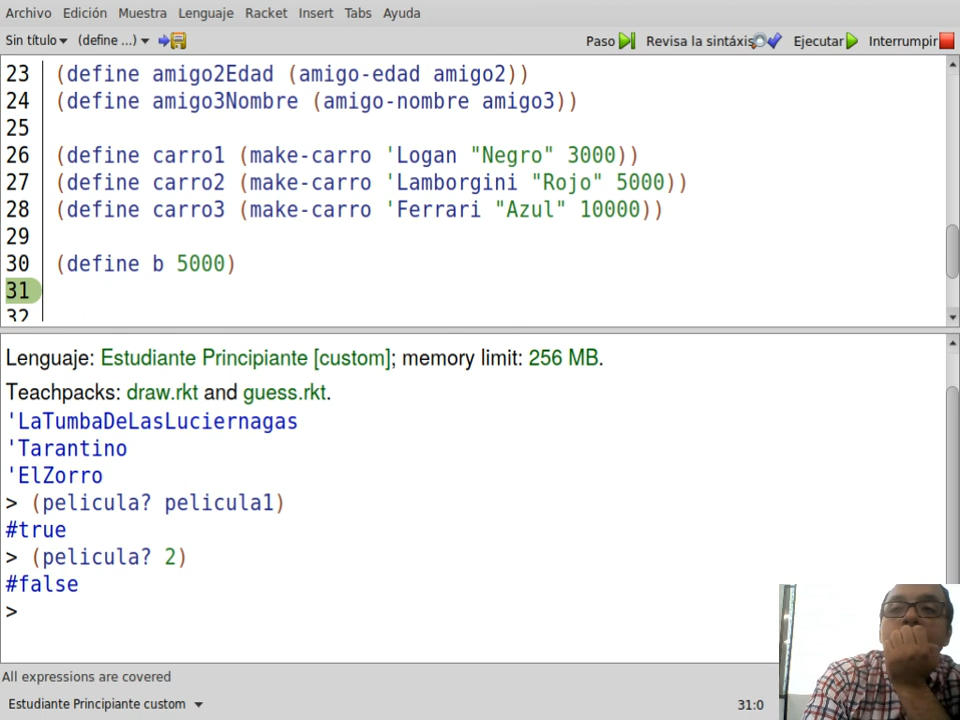 Archivo Edición Muestra Lenguaje Racket Insert Tabs Ayuda
Sin título (define ...) Paso Revisa la sintáxis Ejecutar Interrumpir
23 (define amigo2Edad (amigo-edad amigo2))
24 (define amigo3Nombre (amigo-nombre amigo3))
25
26 (define carro1 (make-carro 'Logan "Negro" 3000))
27 (define carro2 (make-carro 'Lamborgini "Rojo" 5000))
28 (define carro3 (make-carro 'Ferrari "Azul" 10000))
29
30 (define b 5000)
31
32
Lenguaje: Estudiante Principiante [custom]; memory limit: 256 MB.
Teachpacks: draw.rkt and guess.rkt.
'LaTumbaDeLasLuciernagas
'Tarantino
'ElZorro
> (pelicula? pelicula1)
#true
> (pelicula? 2)
#false
>
All expressions are covered
Estudiante Principiante custom 31:0